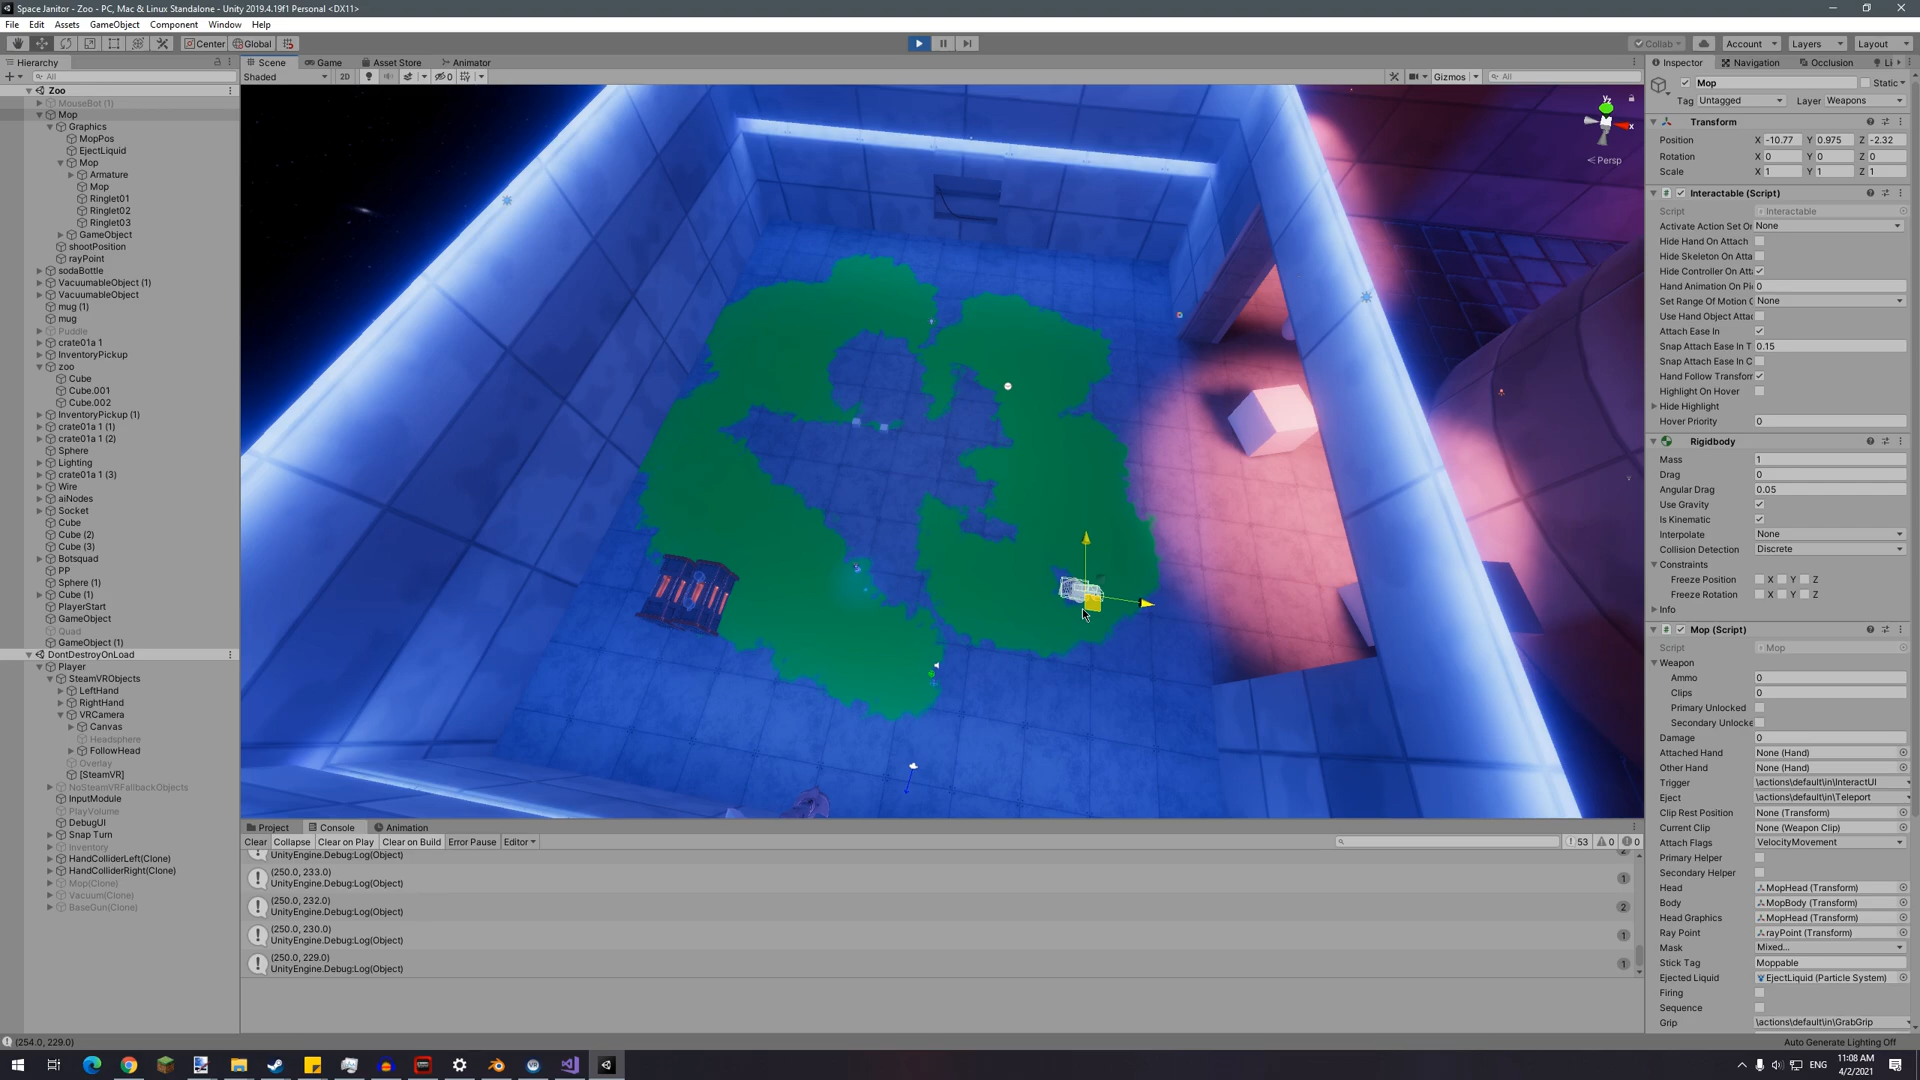 Space Janitor - Zoo - PC, Mac & Linux Standalone - Unity 2019.4.19f1 Personal <DX11>
File Edit Assets GameObject Component Window Help
Center Global Collab Account Layers Layout
Hierarchy
All
Zoo
MouseBot (1)
Mop
Graphics
MopPos
EjectLiquid
Mop
Armature
Mop
Ringlet01
Ringlet02
Ringlet03
GameObject
shootPosition
rayPoint
sodaBottle
VacuumableObject (1)
VacuumableObject
mug (1)
mug
Puddle
crate01a 1
InventoryPickup
zoo
Cube
Cube.001
Cube.002
InventoryPickup (1)
crate01a 1 (1)
crate01a 1 (2)
Sphere
Lighting
crate01a 1 (3)
Wire
aiNodes
Socket
Cube
Cube (2)
Cube (3)
Botsquad
PP
Sphere (1)
Cube (1)
PlayerStart
GameObject
Quad
GameObject (1)
DontDestroyOnLoad
Player
SteamVRObjects
LeftHand
RightHand
VRCamera
Canvas
Headsphere
FollowHead
Overlay
[SteamVR]
NoSteamVRFallbackObjects
InputModule
PlayVolume
DebugUI
Snap Turn
Inventory
HandColliderLeft(Clone)
HandColliderRight(Clone)
Mop(Clone)
Vacuum(Clone)
BaseGun(Clone)
Scene Game Asset Store Animator
Shaded 2D 0 Gizmos All
y x
Persp
Project Console Animation
Clear Collapse Clear on Play Clear on Build Error Pause Editor 53 0 0
UnityEngine.Debug:Log(Object)
(250.0, 233.0)
UnityEngine.Debug:Log(Object) 1
(250.0, 232.0)
UnityEngine.Debug:Log(Object) 2
(250.0, 230.0)
UnityEngine.Debug:Log(Object) 1
(250.0, 229.0)
UnityEngine.Debug:Log(Object) 1
Inspector Navigation Occlusion Li
Mop Static
Tag Untagged Layer Weapons
Transform
Position X -10.77 Y 0.975 Z -2.32
Rotation X 0 Y 0 Z 0
Scale X 1 Y 1 Z 1
Interactable (Script)
Script Interactable
Activate Action Set Or None
Hide Hand On Attach
Hide Skeleton On Atta
Hide Controller On Att
Hand Animation On Pi 0
Set Range Of Motion None
Use Hand Object Attac
Attach Ease In
Snap Attach Ease In T 0.15
Snap Attach Ease In C
Hand Follow Transfor
Highlight On Hover
Hide Highlight
Hover Priority 0
Rigidbody
Mass 1
Drag 0
Angular Drag 0.05
Use Gravity
Is Kinematic
Interpolate None
Collision Detection Discrete
Constraints
Freeze Position X Y Z
Freeze Rotation X Y Z
Info
Mop (Script)
Script Mop
Weapon
Ammo 0
Clips 0
Primary Unlocked
Secondary Unlocke
Damage 0
Attached Hand None (Hand)
Other Hand None (Hand)
Trigger \actions\default\in\InteractUI
Eject \actions\default\in\Teleport
Clip Rest Position None (Transform)
Current Clip None (Weapon Clip)
Attach Flags VelocityMovement
Primary Helper
Secondary Helper
Head MopHead (Transform)
Body MopBody (Transform)
Head Graphics MopHead (Transform)
Ray Point rayPoint (Transform)
Mask Mixed...
Stick Tag Moppable
Ejected Liquid EjectLiquid (Particle System)
Firing
Sequence
Grip \actions\default\in\GrabGrip
(254.0, 229.0) Auto Generate Lighting Off
ENG 11:08 AM
4/2/2021